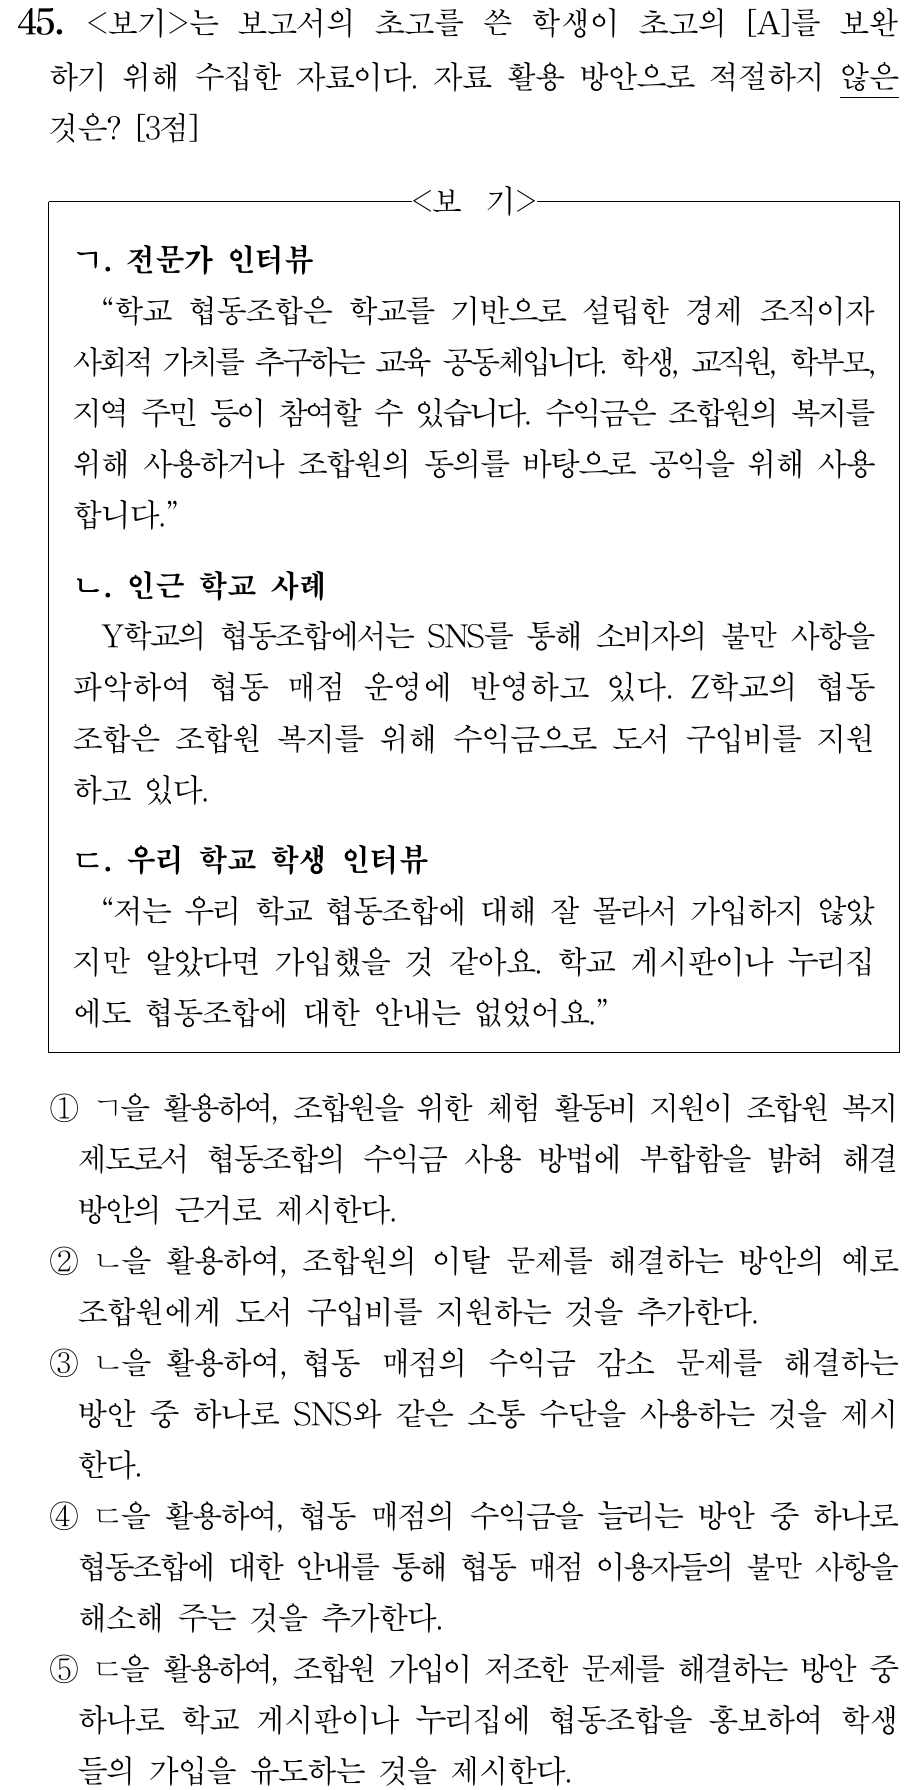 45. <보기>는 보고서의 초고를 쓴 학생이 초고의 [A]를 보완
하기 위해 수집한 자료이다. 자료 활용 방안으로 적절하지 않은
것은? [3점]
<보 기>
ㄱ. 전문가 인터뷰
“학교 협동조합은 학교를 기반으로 설립한 경제 조직이자
사회적 가치를 추구하는 교육 공동체입니다. 학생, 교직원, 학부모,
지역 주민 등이 참여할 수 있습니다. 수익금은 조합원의 복지를
위해 사용하거나 조합원의 동의를 바탕으로 공익을 위해 사용
합니다.”
ㄴ. 인근 학교 사례
Y학교의 협동조합에서는 SNS를 통해 소비자의 불만 사항을
파악하여 협동 매점 운영에 반영하고 있다. Z학교의 협동
조합은 조합원 복지를 위해 수익금으로 도서 구입비를 지원
하고 있다.
ㄷ. 우리 학교 학생 인터뷰
“저는 우리 학교 협동조합에 대해 잘 몰라서 가입하지 않았
지만 알았다면 가입했을 것 같아요. 학교 게시판이나 누리집
에도 협동조합에 대한 안내는 없었어요.”
① ㄱ을 활용하여, 조합원을 위한 체험 활동비 지원이 조합원 복지
제도로서 협동조합의 수익금 사용 방법에 부합함을 밝혀 해결
방안의 근거로 제시한다.
② ㄴ을 활용하여, 조합원의 이탈 문제를 해결하는 방안의 예로
조합원에게 도서 구입비를 지원하는 것을 추가한다.
③ ㄴ을 활용하여, 협동 매점의 수익금 감소 문제를 해결하는
방안 중 하나로 SNS와 같은 소통 수단을 사용하는 것을 제시
한다.
④ ㄷ을 활용하여, 협동 매점의 수익금을 늘리는 방안 중 하나로
협동조합에 대한 안내를 통해 협동 매점 이용자들의 불만 사항을
해소해 주는 것을 추가한다.
⑤ ㄷ을 활용하여, 조합원 가입이 저조한 문제를 해결하는 방안 중
하나로 학교 게시판이나 누리집에 협동조합을 홍보하여 학생
들의 가입을 유도하는 것을 제시한다.